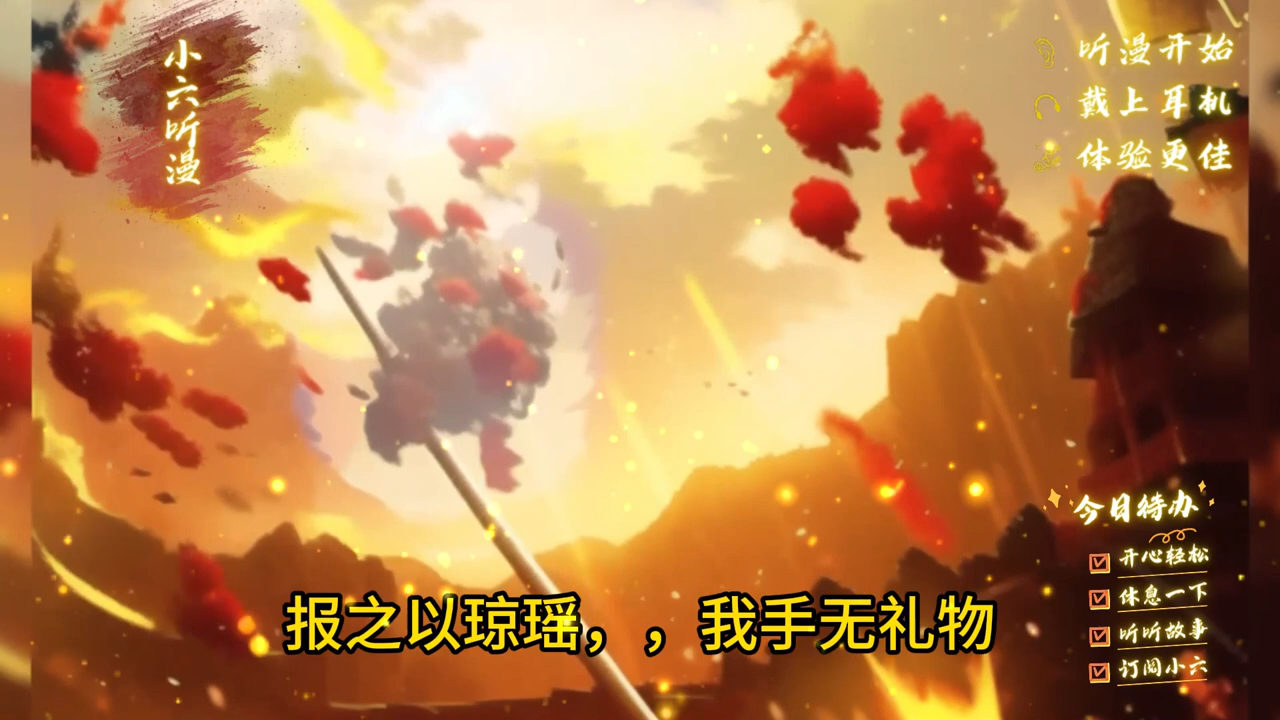 小六听漫
听漫开始
戴上耳机
体验更佳
今日待办
开心轻松
休息一下
听听故事
订阅小六
报之以琼瑶，，我手无礼物